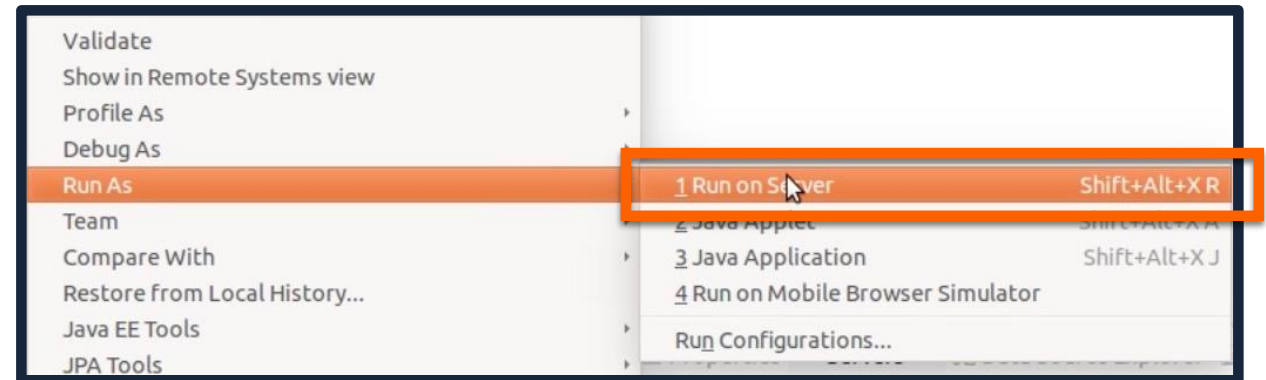 Validate
Show in Remote Systems view
Profile As
Debug As
Run As
Team
Compare With
Restore from Local History...
Java EE Tools
JPA Tools
1 Run on Server Shift+Alt+X R
2 Java Applet Shift+Alt+X A
3 Java Application Shift+Alt+X J
4 Run on Mobile Browser Simulator
Run Configurations...